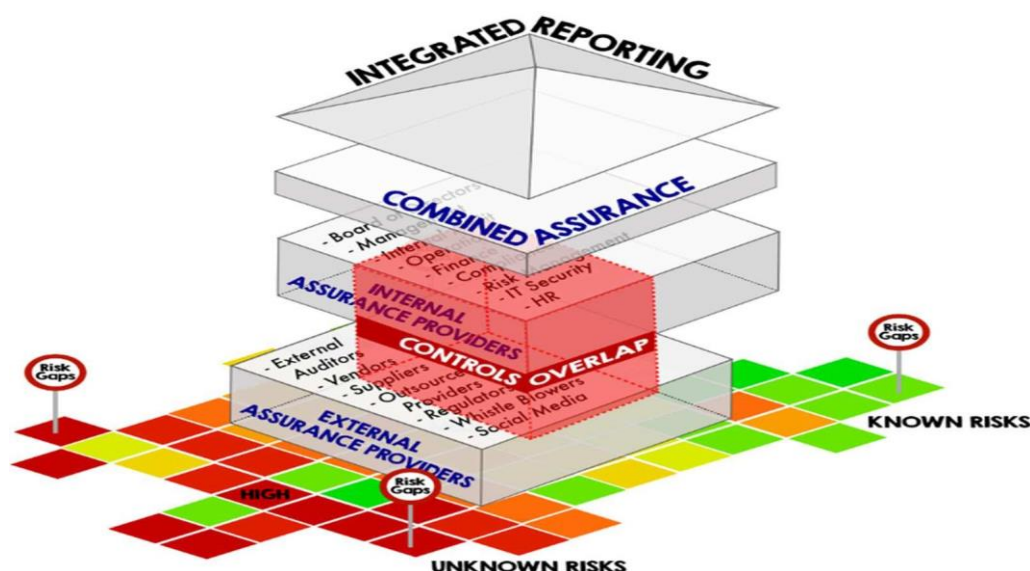 INTEGRATED REPORTING
COMBINED ASSURANCE
- Board of Directors
- Management
- Internal Audit
- Operations
- Finance
- Compliance
- Risk Management
- IT Security
- HR
INTERNAL
ASSURANCE PROVIDERS
CONTROLS OVERLAP
- External
Auditors
- Vendors
- Suppliers
- Outsource
Providers
- Regulators
- Whistle Blowers
- Social Media
EXTERNAL
ASSURANCE PROVIDERS
Risk
Gaps
Risk
Gaps
Risk
Gaps
HIGH
KNOWN RISKS
UNKNOWN RISKS